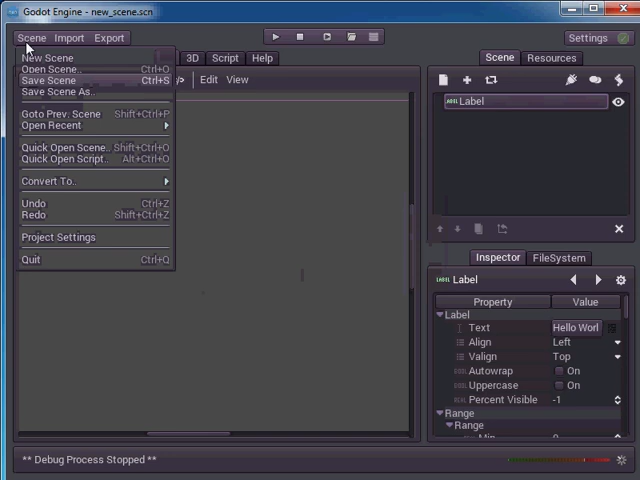 Godot Engine - new_scene.scn
Scene Import Export
Settings
New Scene
Open Scene.. Ctrl+O
Save Scene Ctrl+S
Save Scene As..
Goto Prev. Scene Shift+Ctrl+P
Open Recent
Quick Open Scene.. Shift+Ctrl+O
Quick Open Script.. Alt+O
Convert To..
Undo Ctrl+Z
Redo Shift+Ctrl+Z
Project Settings
Quit Ctrl+Q
3D Script Help
Edit View
Scene Resources
LABEL Label
Inspector FileSystem
LABEL Label
Property Value
Label
Text Hello Worl
Align Left
Valign Top
Autowrap On
Uppercase On
Percent Visible -1
Range
Range
** Debug Process Stopped **